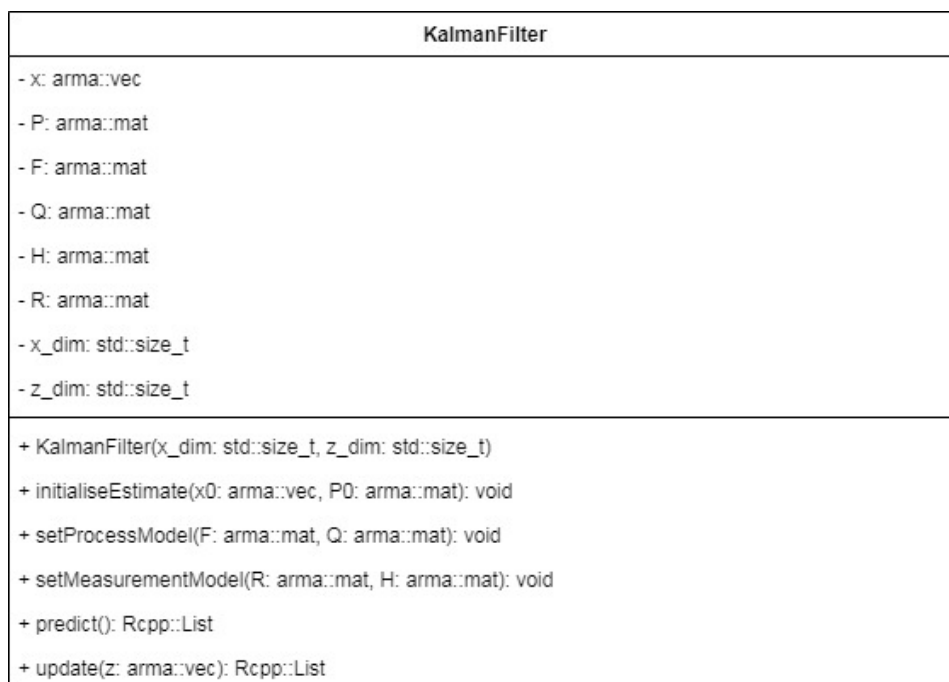 KalmanFilter
- x: arma::vec
- P: arma::mat
- F: arma::mat
- Q: arma::mat
- H: arma::mat
- R: arma::mat
- x_dim: std::size_t
- z_dim: std::size_t
+ KalmanFilter(x_dim: std::size_t, z_dim: std::size_t)
+ initialiseEstimate(x0: arma::vec, P0: arma::mat): void
+ setProcessModel(F: arma::mat, Q: arma::mat): void
+ setMeasurementModel(R: arma::mat, H: arma::mat): void
+ predict(): Rcpp::List
+ update(z: arma::vec): Rcpp::List